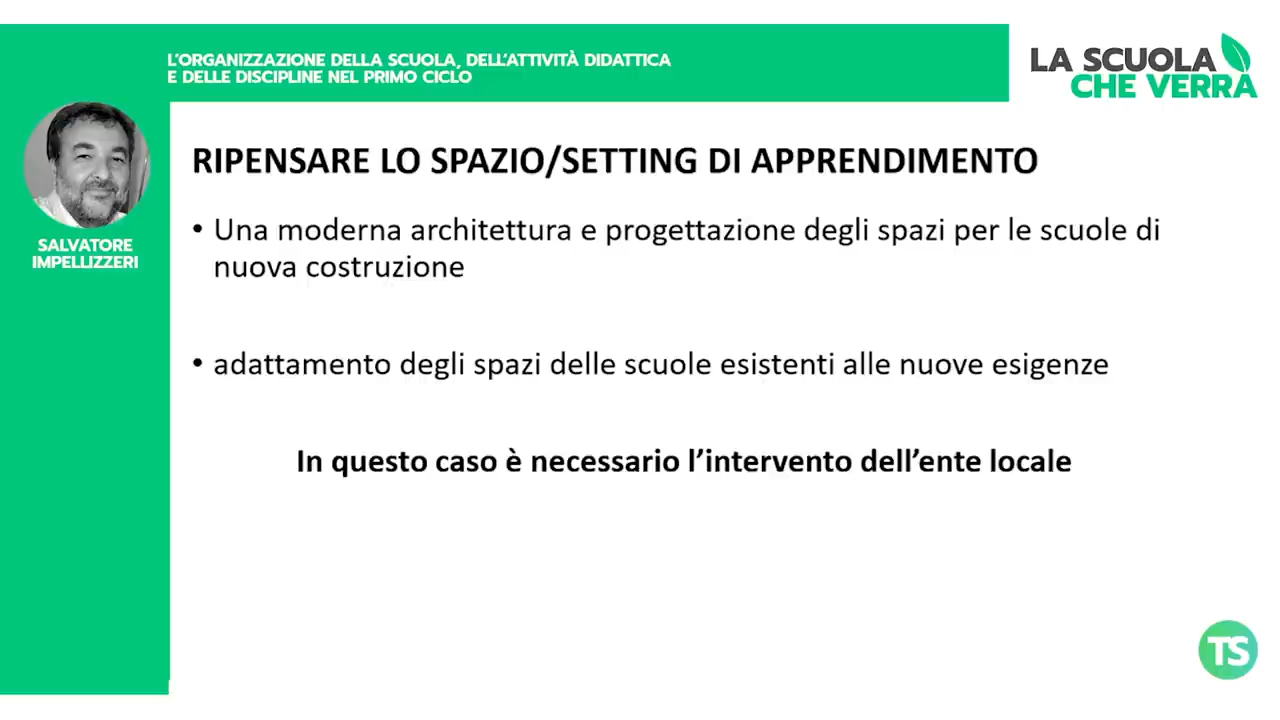 L'ORGANIZZAZIONE DELLA SCUOLA, DELL'ATTIVITÀ DIDATTICA
E DELLE DISCIPLINE NEL PRIMO CICLO
LA SCUOLA
CHE VERRÀ
SALVATORE
IMPELLIZZERI
RIPENSARE LO SPAZIO/SETTING DI APPRENDIMENTO
• Una moderna architettura e progettazione degli spazi per le scuole di
nuova costruzione
• adattamento degli spazi delle scuole esistenti alle nuove esigenze
In questo caso è necessario l’intervento dell’ente locale
TS